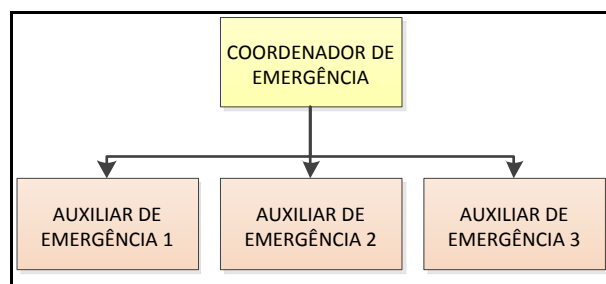 COORDENADOR DE
EMERGÊNCIA
AUXILIAR DE
EMERGÊNCIA 1
AUXILIAR DE
EMERGÊNCIA 2
AUXILIAR DE
EMERGÊNCIA 3